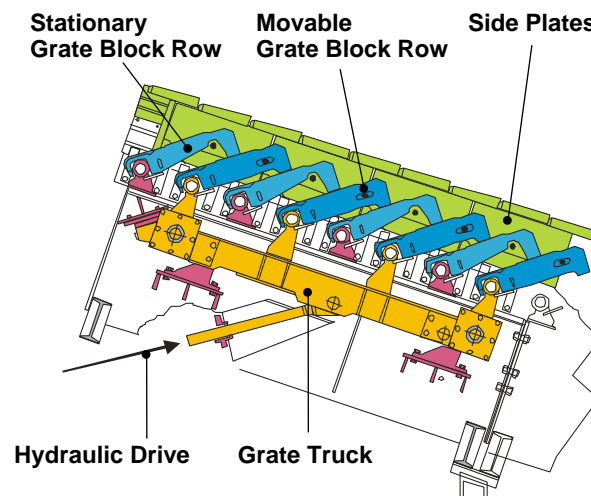 Stationary
Grate Block Row
Movable
Grate Block Row
Side Plates
Hydraulic Drive
Grate Truck